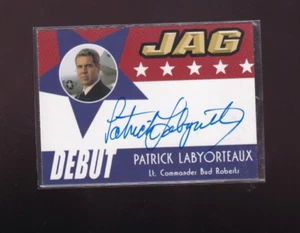 JAG
Patrick Labyorteaux
DEBUT
PATRICK LABYORTEAUX
Lt. Commander Bud Roberts